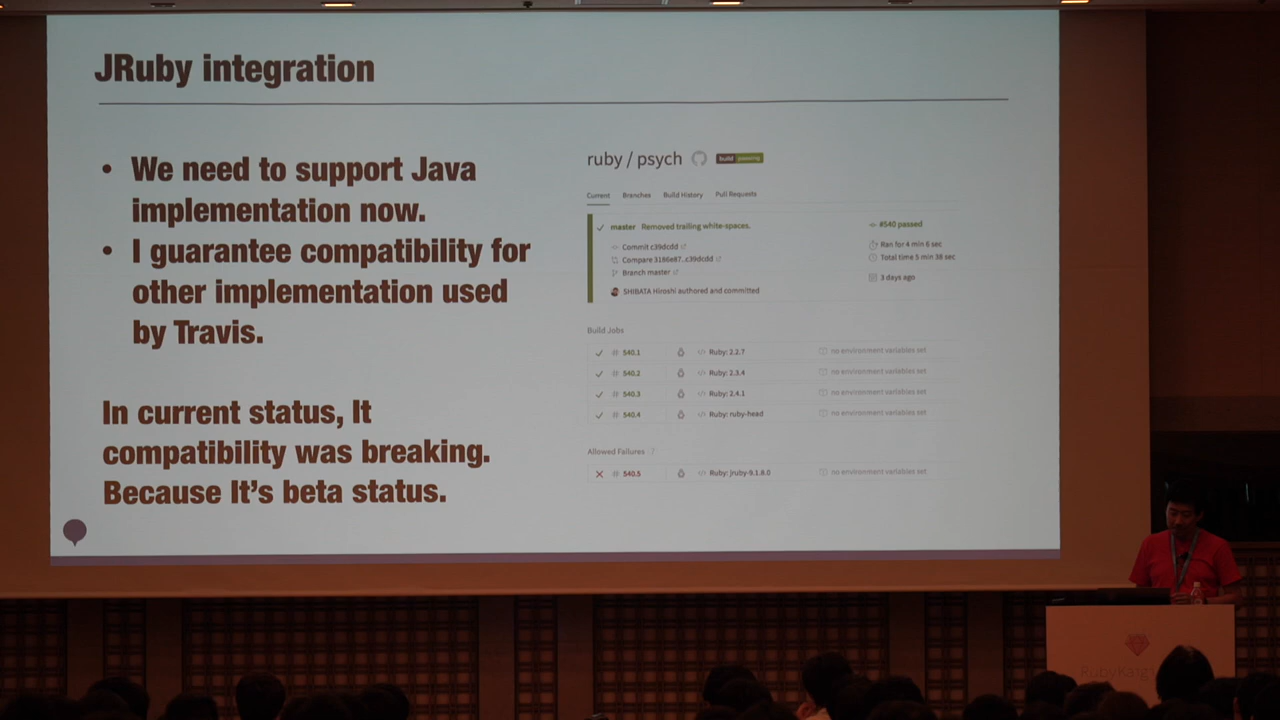 JRuby integration
• We need to support Java
implementation now.
• I guarantee compatibility for
other implementation used
by Travis.
In current status, It
compatibility was breaking.
Because It's beta status.
ruby / psych build passing
Current Branches Build History Pull Requests
master Removed trailing white-spaces.
Commit c39dcdd
Compare 3186e87..c39dcdd
Branch master
SHIBATA Hiroshi authored and committed
#540 passed
Ran for 4 min 6 sec
Total time 5 min 38 sec
3 days ago
Build Jobs
# 540.1 Ruby: 2.2.7 no environment variables set
# 540.2 Ruby: 2.3.4 no environment variables set
# 540.3 Ruby: 2.4.1 no environment variables set
# 540.4 Ruby: ruby-head no environment variables set
Allowed Failures ?
# 540.5 Ruby: jruby-9.1.8.0 no environment variables set